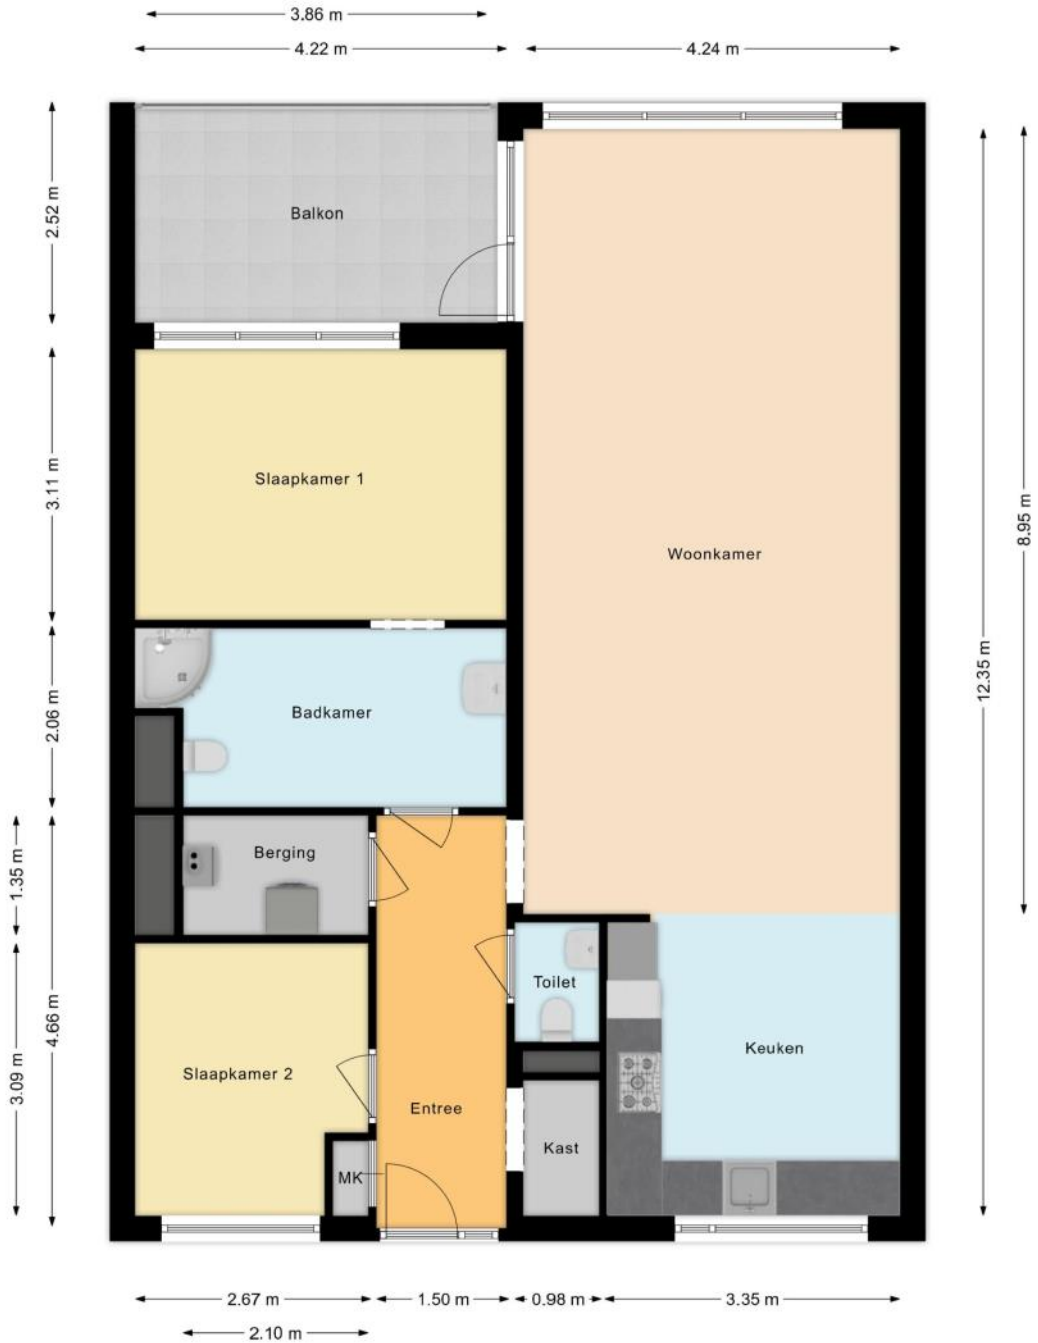 3.86 m
4.22 m
4.24 m
2.52 m
Balkon
3.11 m
Slaapkamer 1
8.95 m
Woonkamer
12.35 m
2.06 m
Badkamer
1.35 m
Berging
4.66 m
Toilet
3.09 m
Slaapkamer 2
Keuken
Entree
Kast
MK
2.67 m
1.50 m
0.98 m
3.35 m
2.10 m